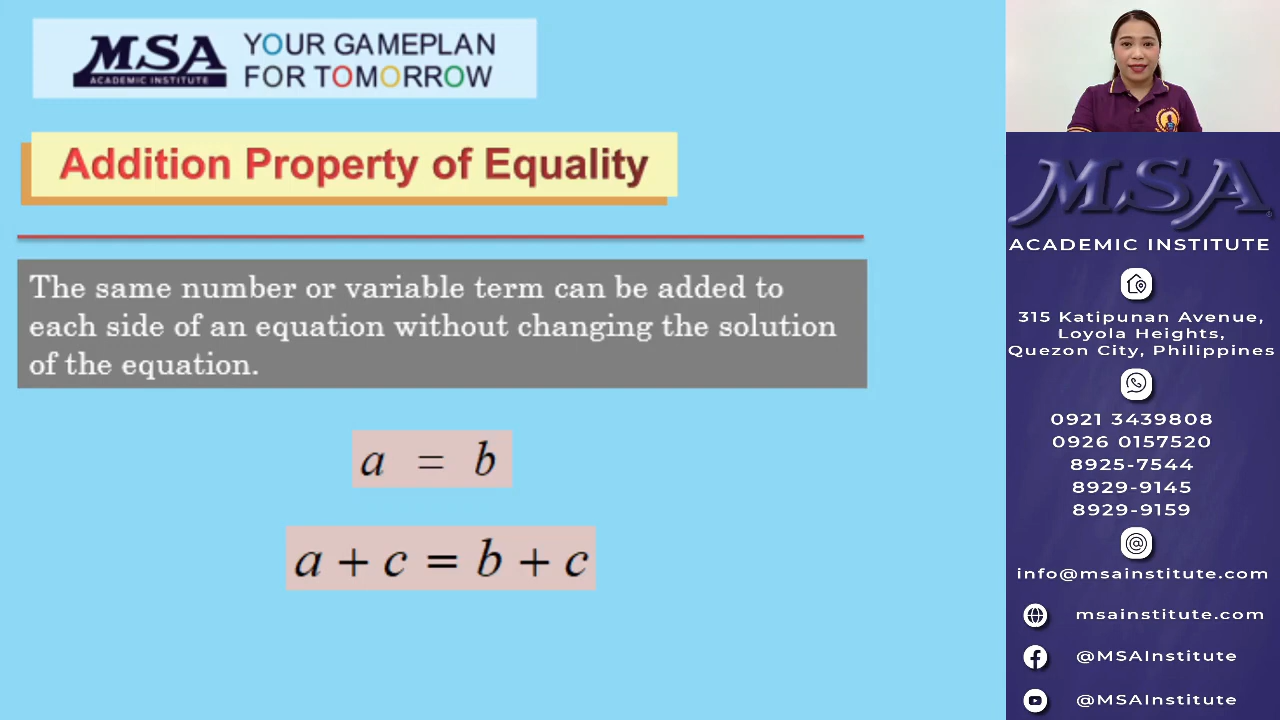 MSA
ACADEMIC INSTITUTE
YOUR GAMEPLAN
FOR TOMORROW
Addition Property of Equality
The same number or variable term can be added to
each side of an equation without changing the solution
of the equation.
a = b
a + c = b + c
MSA
ACADEMIC INSTITUTE
315 Katipunan Avenue,
Loyola Heights,
Quezon City, Philippines
0921 3439808
0926 0157520
8925-7544
8929-9145
8929-9159
info@msainstitute.com
msainstitute.com
@MSAInstitute
@MSAInstitute